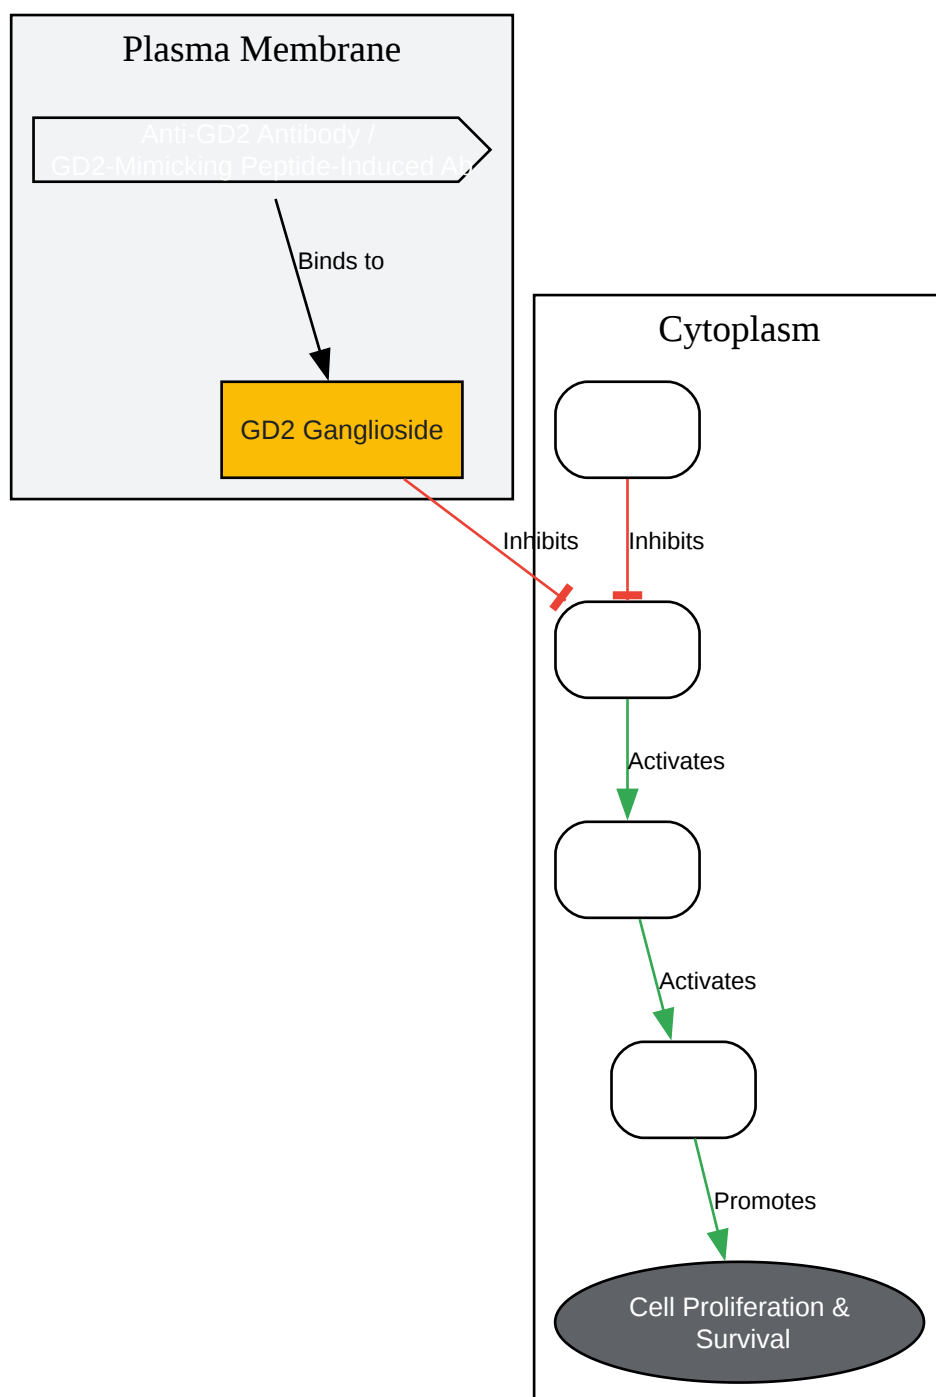 Plasma Membrane
Anti-GD2 Antibody /
GD2-Mimicking Peptide-Induced Ab
Binds to
GD2 Ganglioside
Cytoplasm
Inhibits
Inhibits
Activates
Activates
Promotes
Cell Proliferation &
Survival